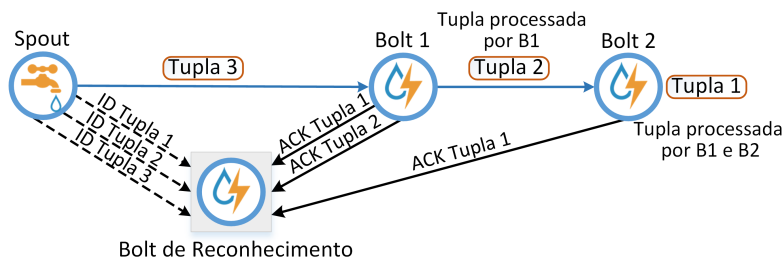 Spout
Tupla 3
Bolt 1
Tupla processada
por B1
Tupla 2
Bolt 2
Tupla 1
Tupla processada
por B1 e B2
ID Tupla 1
ID Tupla 2
ID Tupla 3
ACK Tupla 1
ACK Tupla 2
ACK Tupla 1
Bolt de Reconhecimento